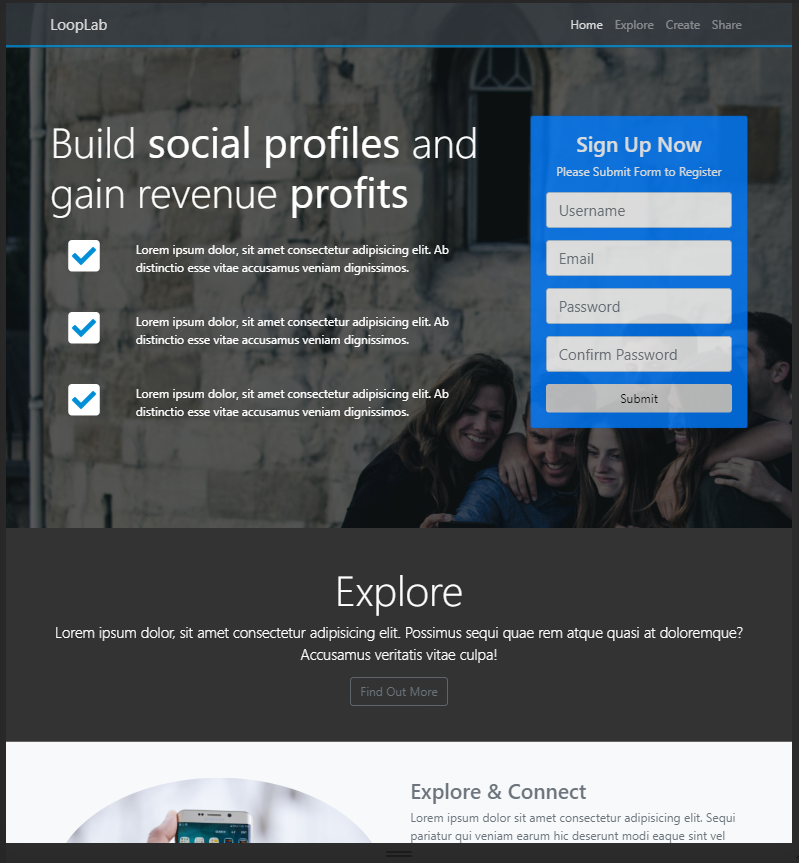 LoopLab
Home Explore Create Share
Build social profiles and
gain revenue profits
Lorem ipsum dolor, sit amet consectetur adipisicing elit. Ab
distinctio esse vitae accusamus veniam dignissimos.
Lorem ipsum dolor, sit amet consectetur adipisicing elit. Ab
distinctio esse vitae accusamus veniam dignissimos.
Lorem ipsum dolor, sit amet consectetur adipisicing elit. Ab
distinctio esse vitae accusamus veniam dignissimos.
Sign Up Now
Please Submit Form to Register
Username
Email
Password
Confirm Password
Submit
Explore
Lorem ipsum dolor, sit amet consectetur adipisicing elit. Possimus sequi quae rem atque quasi at doloremque?
Accusamus veritatis vitae culpa!
Find Out More
Explore & Connect
Lorem ipsum dolor sit amet consectetur adipisicing elit. Sequi
pariatur qui veniam earum hic deserunt modi eaque sint vel